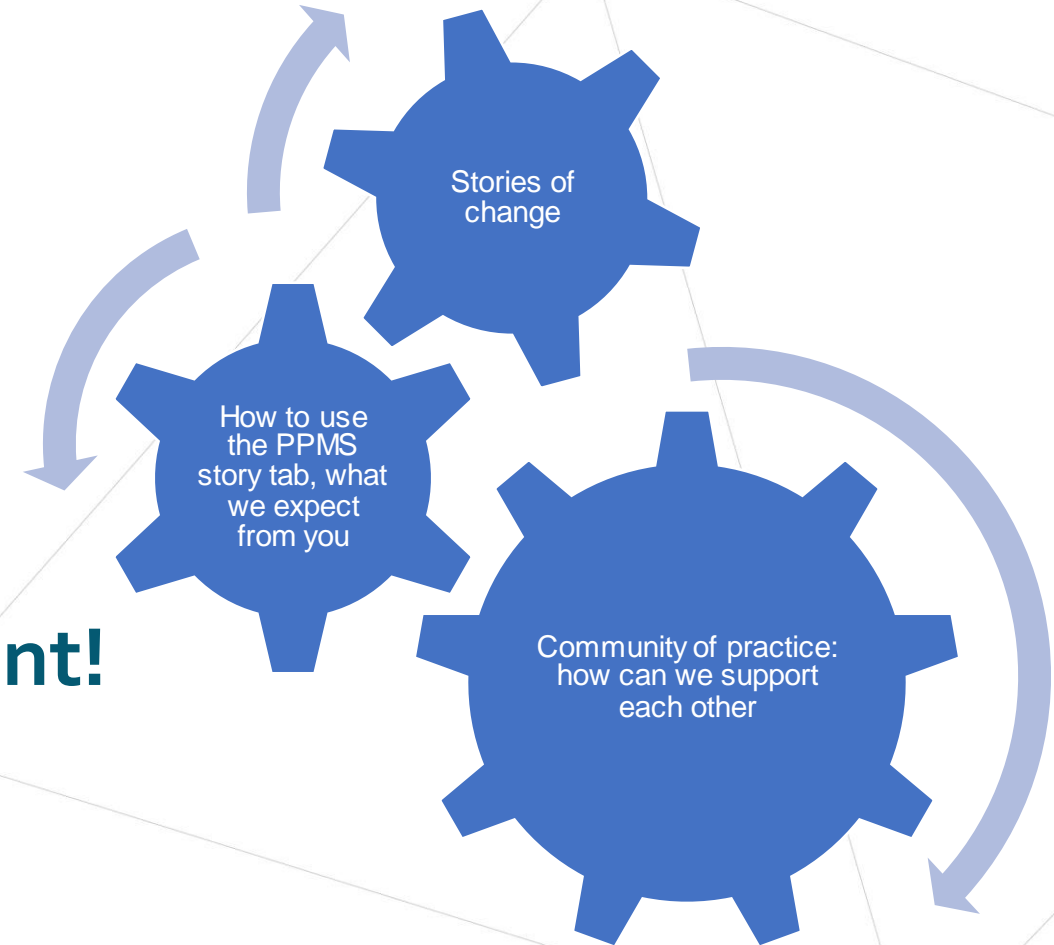 Stories of
change
How to use
the PPMS
story tab, what
we expect
from you
nt!
Community of practice:
how can we support
each other